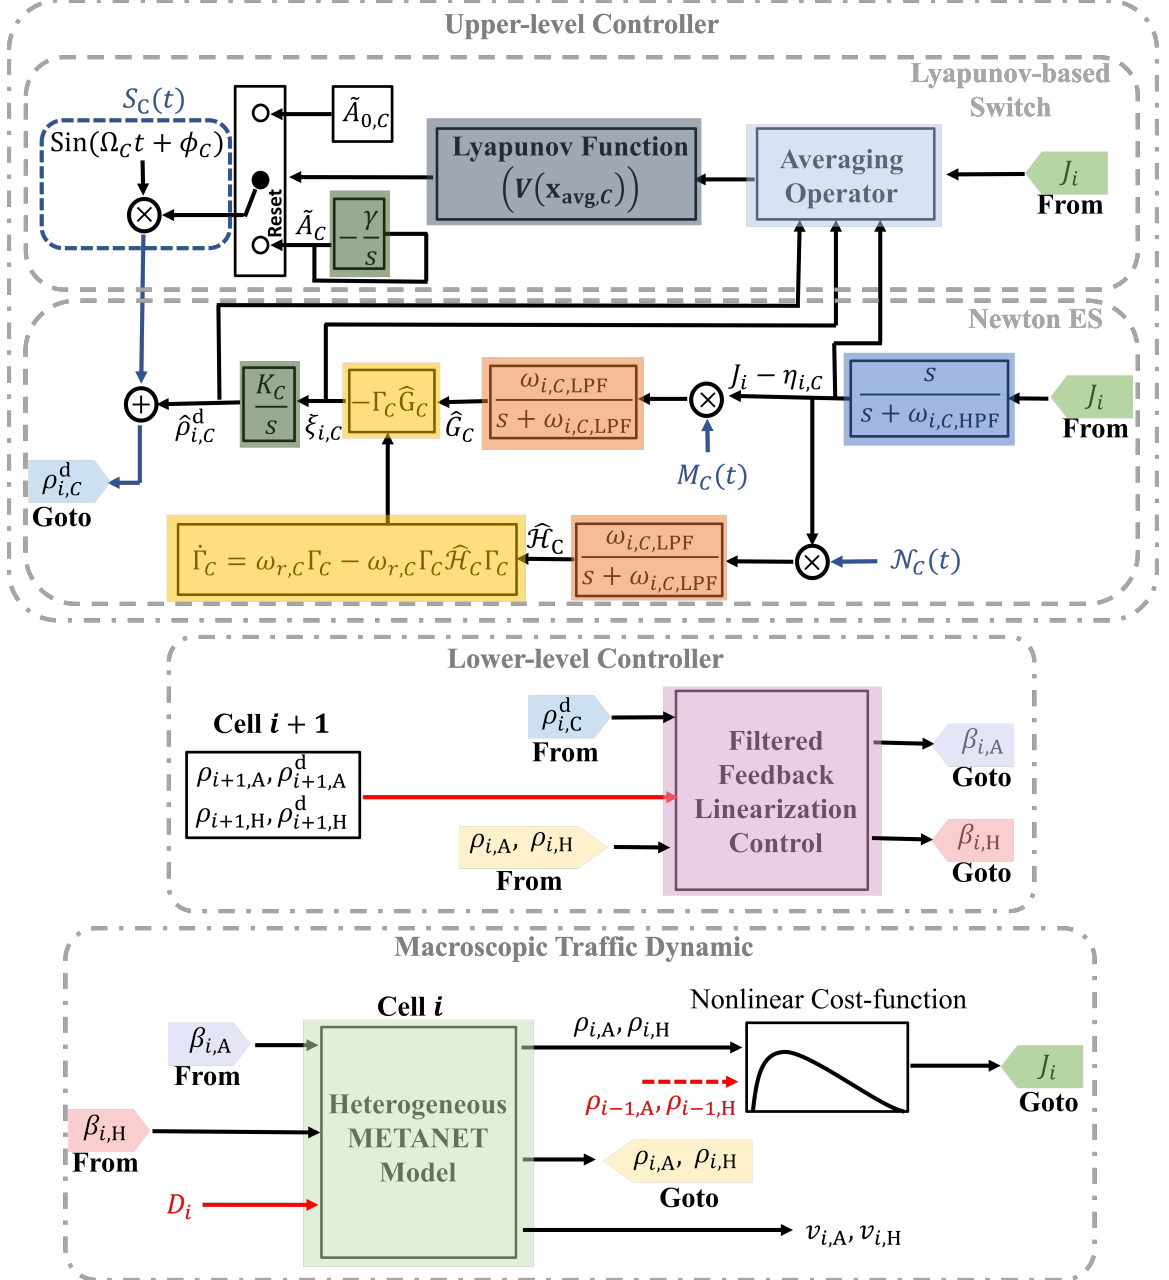 Upper-level Controller
Lyapunov-based
Switch
S_C(t)
Sin(Ω_C t + ϕ_C)
Ã_{0,C}
Reset
Lyapunov Function
(V(x_{avg,C}))
Averaging
Operator
J_i
From
Ã_C
−γ/s
Newton ES
ρ̂^d_{i,C}
K_C/s
ξ_{i,C}
−Γ_C Ĝ_C
Ĝ_C
ω_{i,C,LPF}/(s + ω_{i,C,LPF})
J_i − η_{i,C}
s/(s + ω_{i,C,HPF})
J_i
From
M_C(t)
ρ^d_{i,C}
Goto
Γ̇_C = ω_{r,C}Γ_C − ω_{r,C}Γ_C ℋ̂_C Γ_C
ℋ̂_C
ω_{i,C,LPF}/(s + ω_{i,C,LPF})
𝒩_C(t)
Lower-level Controller
Cell i + 1
ρ_{i+1,A}, ρ^d_{i+1,A}
ρ_{i+1,H}, ρ^d_{i+1,H}
ρ^d_{i,C}
From
ρ_{i,A}, ρ_{i,H}
From
Filtered
Feedback
Linearization
Control
β_{i,A}
Goto
β_{i,H}
Goto
Macroscopic Traffic Dynamic
Cell i
Nonlinear Cost-function
β_{i,A}
From
β_{i,H}
From
D_i
Heterogeneous
METANET
Model
ρ_{i,A}, ρ_{i,H}
ρ_{i−1,A}, ρ_{i−1,H}
J_i
Goto
ρ_{i,A}, ρ_{i,H}
Goto
v_{i,A}, v_{i,H}